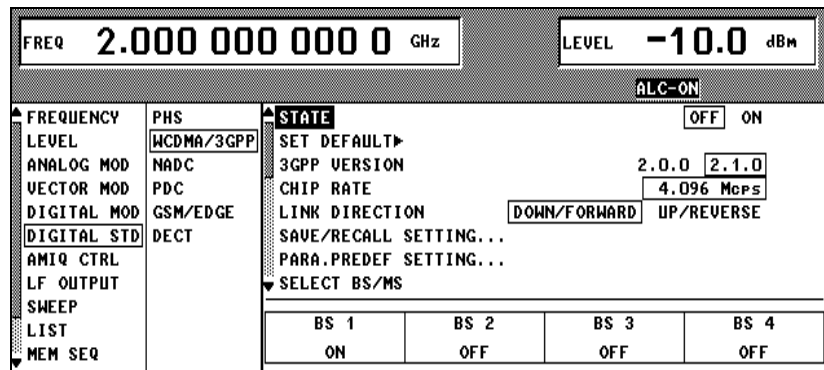 FREQ 2.000 000 000 0 GHz
LEVEL -10.0 dBm
ALC-ON
FREQUENCY
LEVEL
ANALOG MOD
VECTOR MOD
DIGITAL MOD
DIGITAL STD
AMIQ CTRL
LF OUTPUT
SWEEP
LIST
MEM SEQ
PHS
WCDMA/3GPP
NADC
PDC
GSM/EDGE
DECT
STATE OFF ON
SET DEFAULT▶
3GPP VERSION 2.0.0 2.1.0
CHIP RATE 4.096 Mcps
LINK DIRECTION DOWN/FORWARD UP/REVERSE
SAVE/RECALL SETTING...
PARA.PREDEF SETTING...
SELECT BS/MS
BS 1 BS 2 BS 3 BS 4
ON OFF OFF OFF